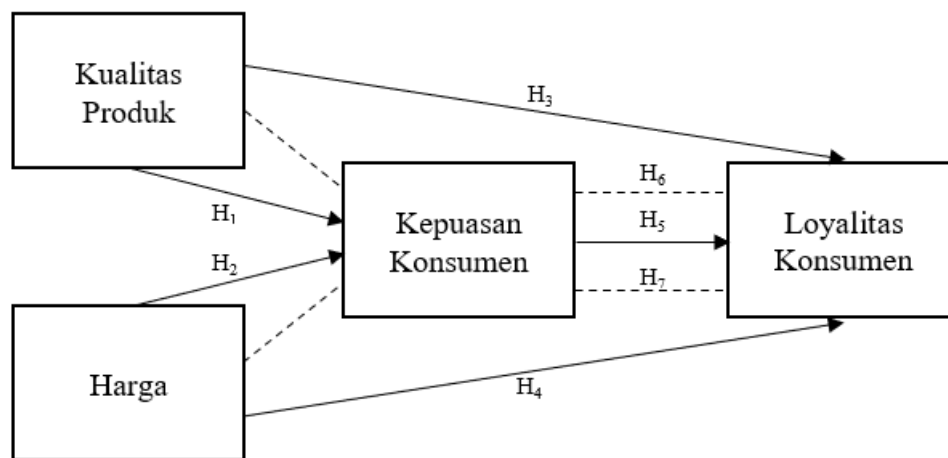 Kualitas
Produk
H₃
H₁
H₆
Kepuasan
Konsumen
H₅
Loyalitas
Konsumen
H₂
H₇
Harga
H₄